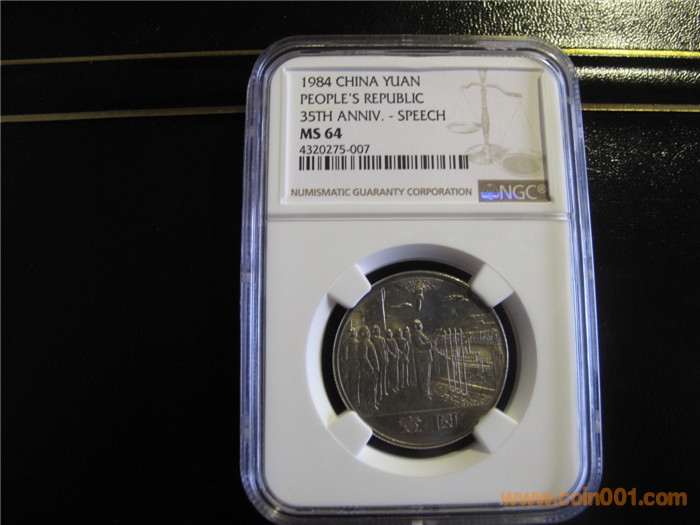 1984 CHINA YUAN
PEOPLE'S REPUBLIC
35TH ANNIV. - SPEECH
MS 64
4320275-007
NUMISMATIC GUARANTY CORPORATION
NGC®
www.coin001.com